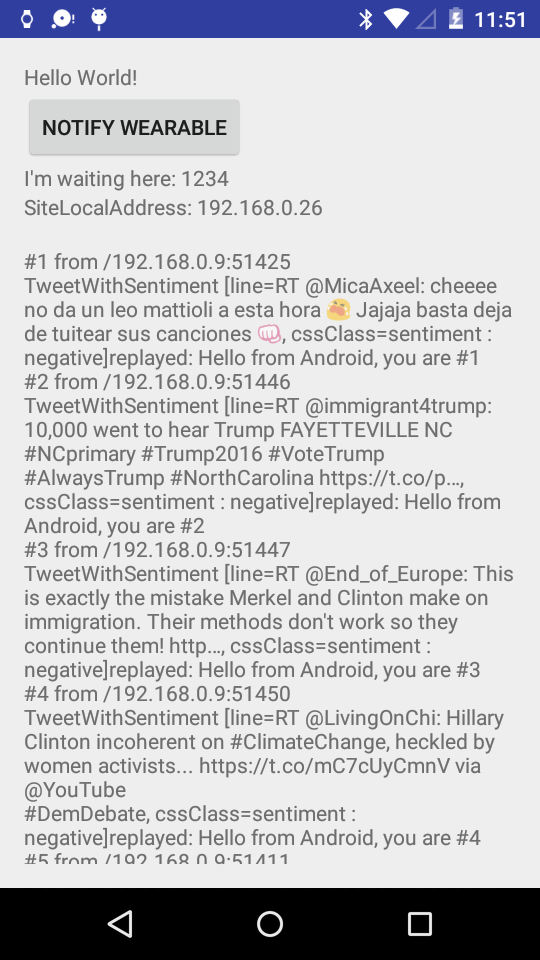 11:51
Hello World!
NOTIFY WEARABLE
I'm waiting here: 1234
SiteLocalAddress: 192.168.0.26
#1 from /192.168.0.9:51425
TweetWithSentiment [line=RT @MicaAxeel: cheeee
no da un leo mattioli a esta hora 😹 Jajaja basta deja
de tuitear sus canciones 👊, cssClass=sentiment :
negative]replayed: Hello from Android, you are #1
#2 from /192.168.0.9:51446
TweetWithSentiment [line=RT @immigrant4trump:
10,000 went to hear Trump FAYETTEVILLE NC
#NCprimary #Trump2016 #VoteTrump
#AlwaysTrump #NorthCarolina https://t.co/p…,
cssClass=sentiment : negative]replayed: Hello from
Android, you are #2
#3 from /192.168.0.9:51447
TweetWithSentiment [line=RT @End_of_Europe: This
is exactly the mistake Merkel and Clinton make on
immigration. Their methods don't work so they
continue them! http…, cssClass=sentiment :
negative]replayed: Hello from Android, you are #3
#4 from /192.168.0.9:51450
TweetWithSentiment [line=RT @LivingOnChi: Hillary
Clinton incoherent on #ClimateChange, heckled by
women activists... https://t.co/mC7cUyCmnV via
@YouTube
#DemDebate, cssClass=sentiment :
negative]replayed: Hello from Android, you are #4
#5 from /192.168.0.9:51411